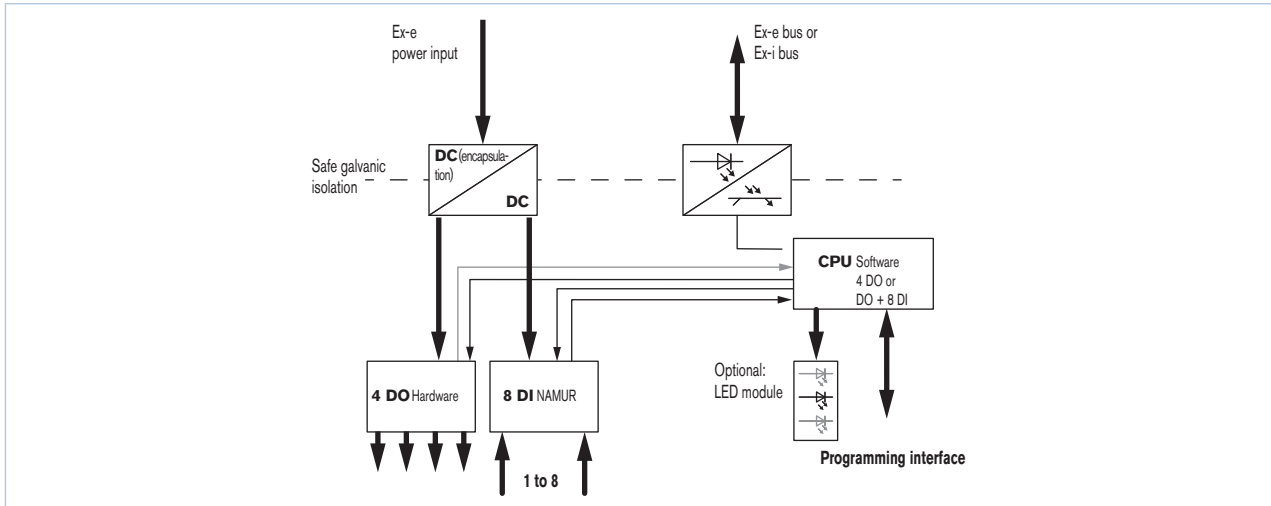 Ex-e
power input
Ex-e bus or
Ex-i bus
Safe galvanic
isolation
DC (encapsula-
tion)
DC
CPU Software
4 DO or
DO + 8 DI
4 DO Hardware
8 DI NAMUR
Optional:
LED module
1 to 8
Programming interface